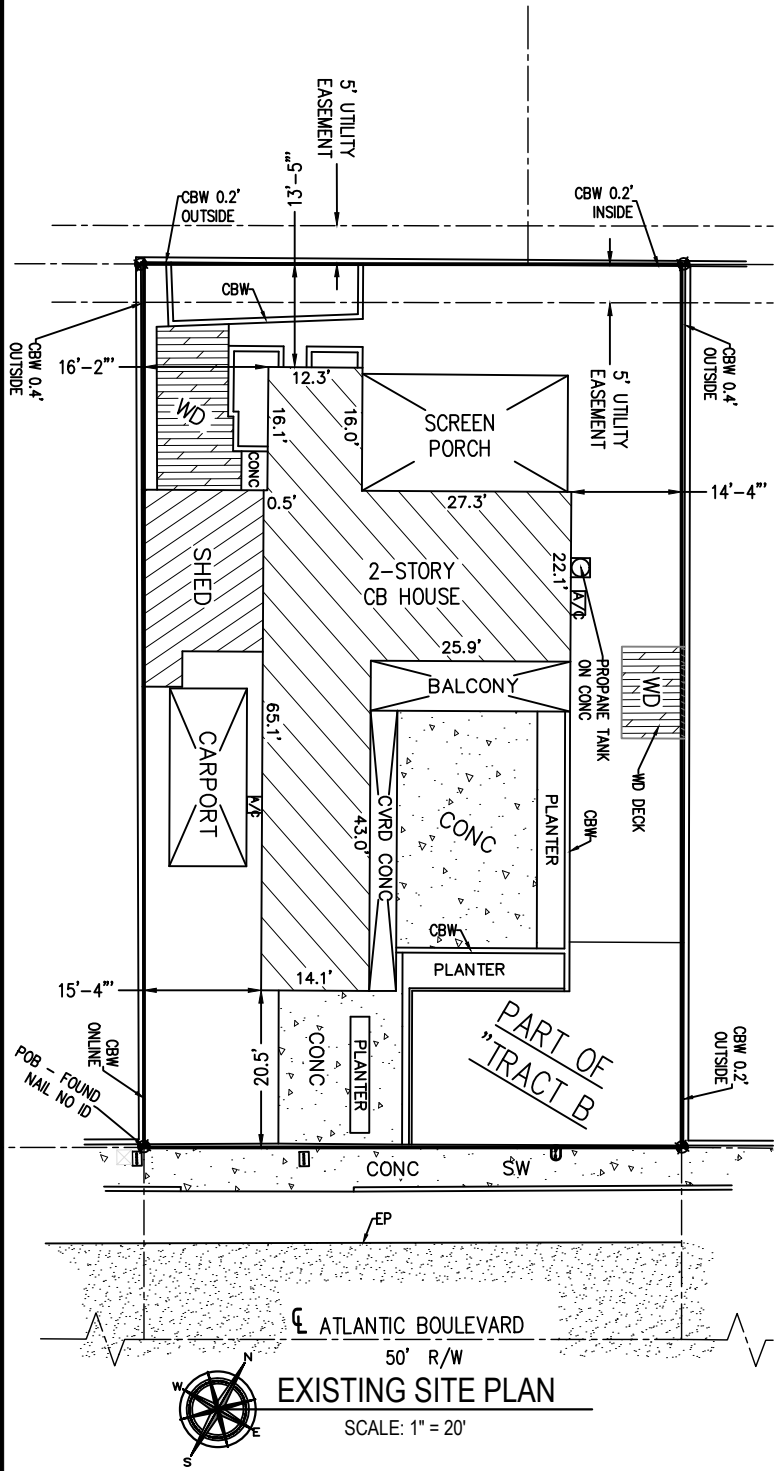 5' UTILITY
EASEMENT
13'-5"'
CBW 0.2'
OUTSIDE
CBW 0.2'
INSIDE
CBW
CBW 0.4'
OUTSIDE
16'-2"'
WD
12.3'
16.1'
16.0'
CONC
0.5'
SCREEN
PORCH
27.3'
5' UTILITY
EASEMENT
CBW 0.4'
OUTSIDE
14'-4"'
SHED
2-STORY
CB HOUSE
22.1'
A/C
PROPANE TANK
ON CONC
25.9'
BALCONY
WD
WD DECK
65.1'
CARPORT
A/C
43.0'
CVRD CONC
CONC
PLANTER
CBW
CBW
PLANTER
14.1'
15'-4"'
20.5'
CONC
PLANTER
PART OF
"TRACT B
CBW 0.2'
OUTSIDE
CBW
ONLINE
POB - FOUND
NAIL NO ID
CONC SW
EP
℄ ATLANTIC BOULEVARD
50' R/W
N
W
E
S
EXISTING SITE PLAN
SCALE: 1" = 20'